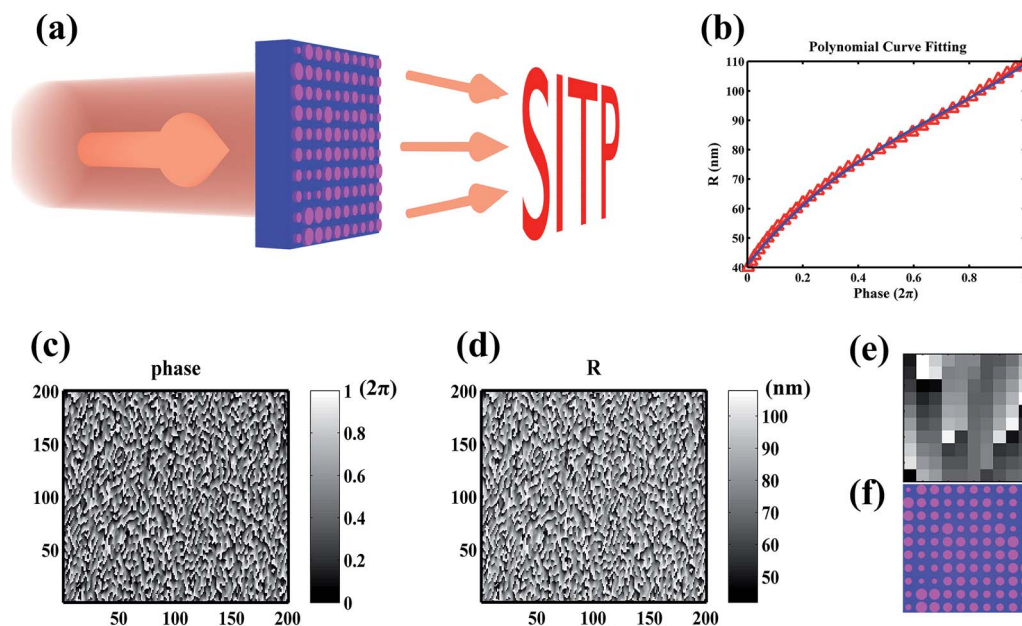 (a)
SITP
(b)
Polynomial Curve Fitting
110
100
90
80
70
60
50
40
R (nm)
0 0.2 0.4 0.6 0.8
Phase (2π)
(c)
phase
200
150
100
50
50 100 150 200
1 (2π)
0.8
0.6
0.4
0.2
0
(d)
R
200
150
100
50
50 100 150 200
(nm)
100
90
80
70
60
50
(e)
(f)